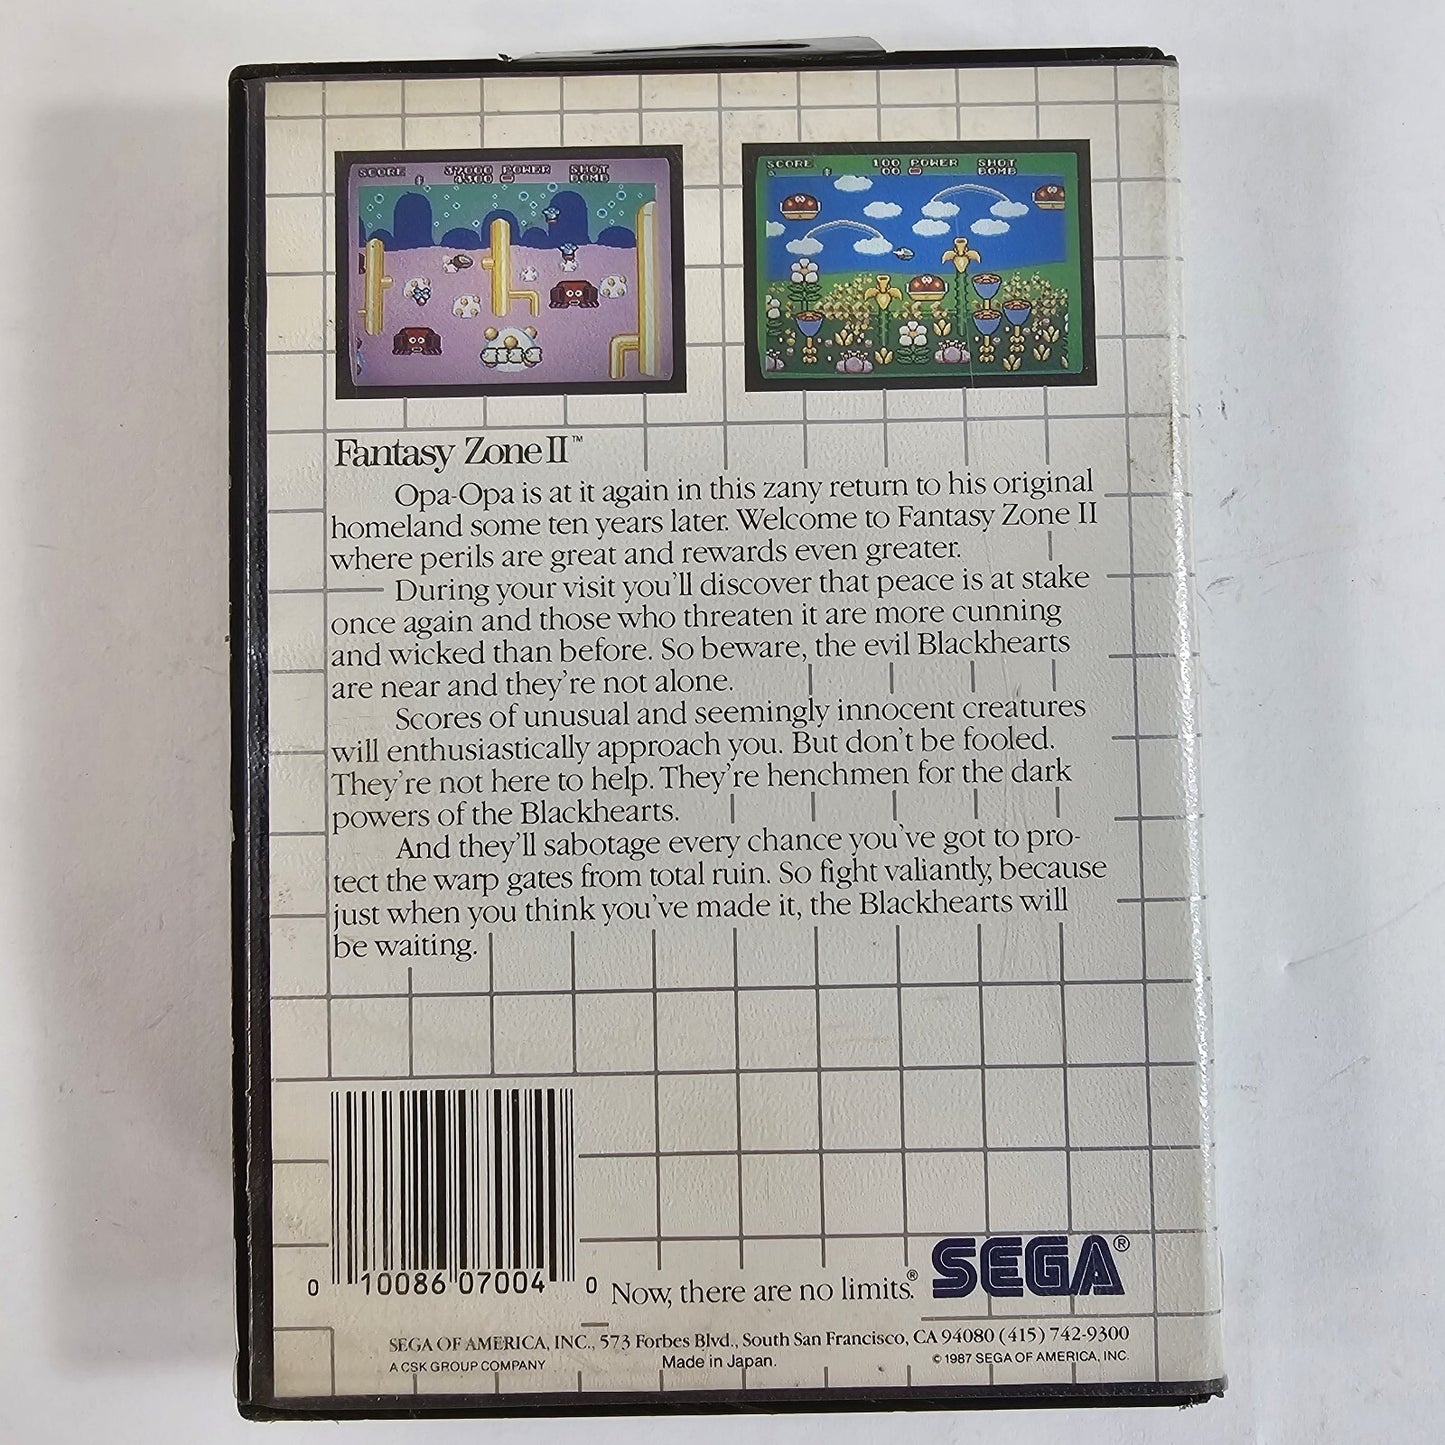 SCORE 37000 POWER SHOT
4300 BOMB
SCORE 100 POWER SHOT
00 BOMB
Fantasy Zone II™
Opa-Opa is at it again in this zany return to his original
homeland some ten years later. Welcome to Fantasy Zone II
where perils are great and rewards even greater.
During your visit you'll discover that peace is at stake
once again and those who threaten it are more cunning
and wicked than before. So beware, the evil Blackhearts
are near and they're not alone.
Scores of unusual and seemingly innocent creatures
will enthusiastically approach you. But don't be fooled.
They're not here to help. They're henchmen for the dark
powers of the Blackhearts.
And they'll sabotage every chance you've got to pro-
tect the warp gates from total ruin. So fight valiantly, because
just when you think you've made it, the Blackhearts will
be waiting.
0 10086 07004 0
Now, there are no limits.® SEGA®
SEGA OF AMERICA, INC., 573 Forbes Blvd., South San Francisco, CA 94080 (415) 742-9300
A CSK GROUP COMPANY Made in Japan. © 1987 SEGA OF AMERICA, INC.